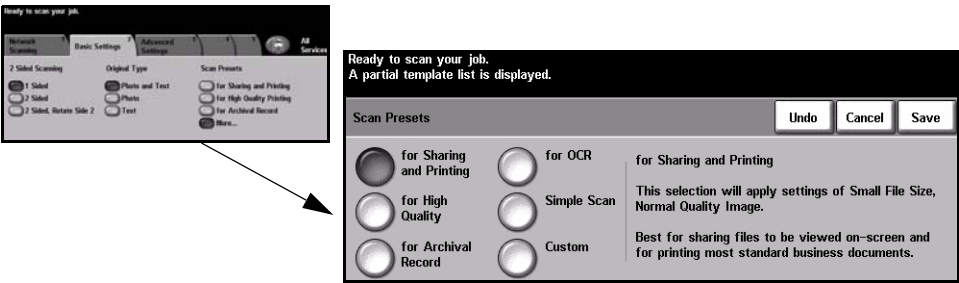 Ready to scan your job.
Network Scanning
Basic Settings
Advanced Settings
All Services
2 Sided Scanning
Original Type
Scan Presets
1 Sided
Photo and Text
for Sharing and Printing
2 Sided
Photo
for High Quality Printing
2 Sided, Rotate Side 2
Text
for Archival Record
More...
Ready to scan your job.
A partial template list is displayed.
Scan Presets
Undo
Cancel
Save
for Sharing
and Printing
for OCR
for High
Quality
Simple Scan
for Archival
Record
Custom
for Sharing and Printing
This selection will apply settings of Small File Size,
Normal Quality Image.
Best for sharing files to be viewed on-screen and
for printing most standard business documents.